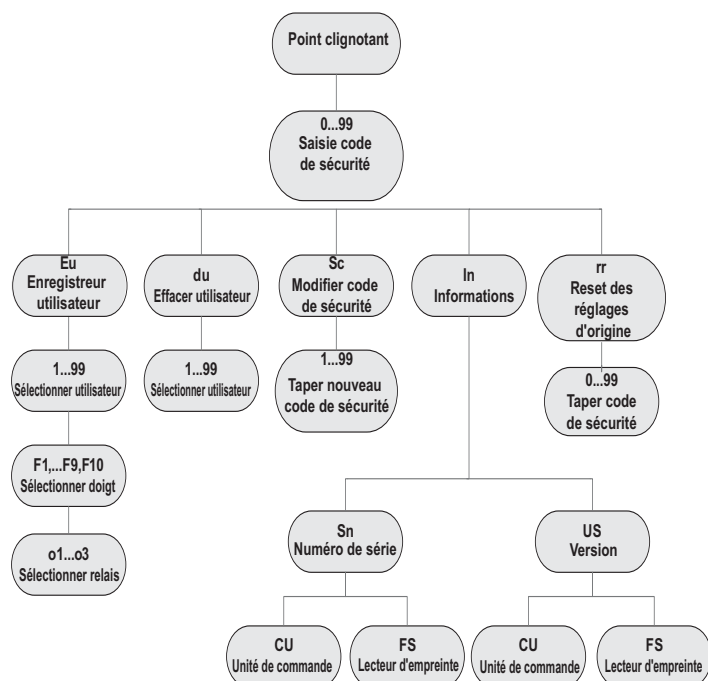 Point clignotant
0...99
Saisie code
de sécurité
Eu
Enregistreur
utilisateur
du
Effacer utilisateur
Sc
Modifier code
de sécurité
In
Informations
rr
Reset des
réglages
d'origine
1...99
Sélectionner utilisateur
1...99
Sélectionner utilisateur
1...99
Taper nouveau
code de sécurité
0...99
Taper code
de sécurité
F1,...F9,F10
Sélectionner doigt
o1...o3
Sélectionner relais
Sn
Numéro de série
US
Version
CU
Unité de commande
FS
Lecteur d'empreinte
CU
Unité de commande
FS
Lecteur d'empreinte